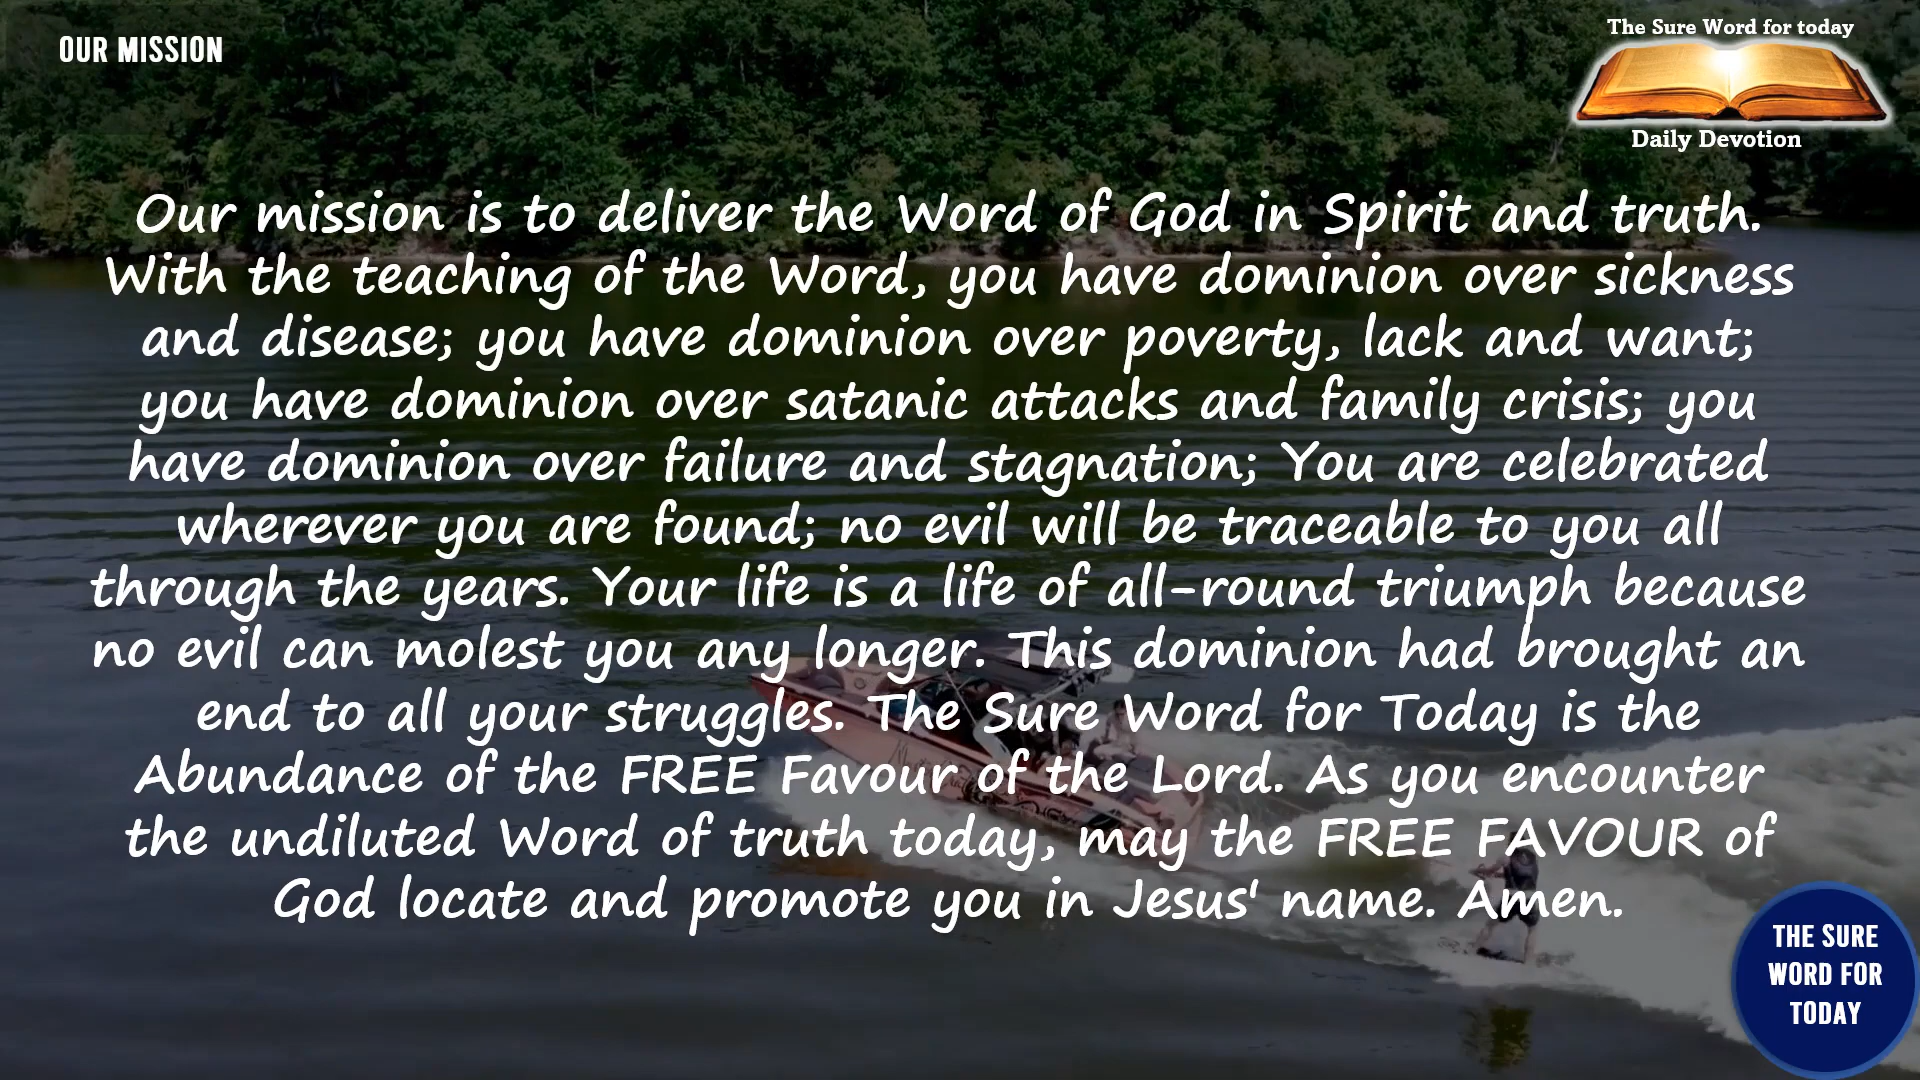 OUR MISSION
The Sure Word for today
Daily Devotion
Our mission is to deliver the Word of God in Spirit and truth.
With the teaching of the Word, you have dominion over sickness
and disease; you have dominion over poverty, lack and want;
you have dominion over satanic attacks and family crisis; you
have dominion over failure and stagnation; You are celebrated
wherever you are found; no evil will be traceable to you all
through the years. Your life is a life of all-round triumph because
no evil can molest you any longer. This dominion had brought an
end to all your struggles. The Sure Word for Today is the
Abundance of the FREE Favour of the Lord. As you encounter
the undiluted Word of truth today, may the FREE FAVOUR of
God locate and promote you in Jesus' name. Amen.
THE SURE
WORD FOR
TODAY